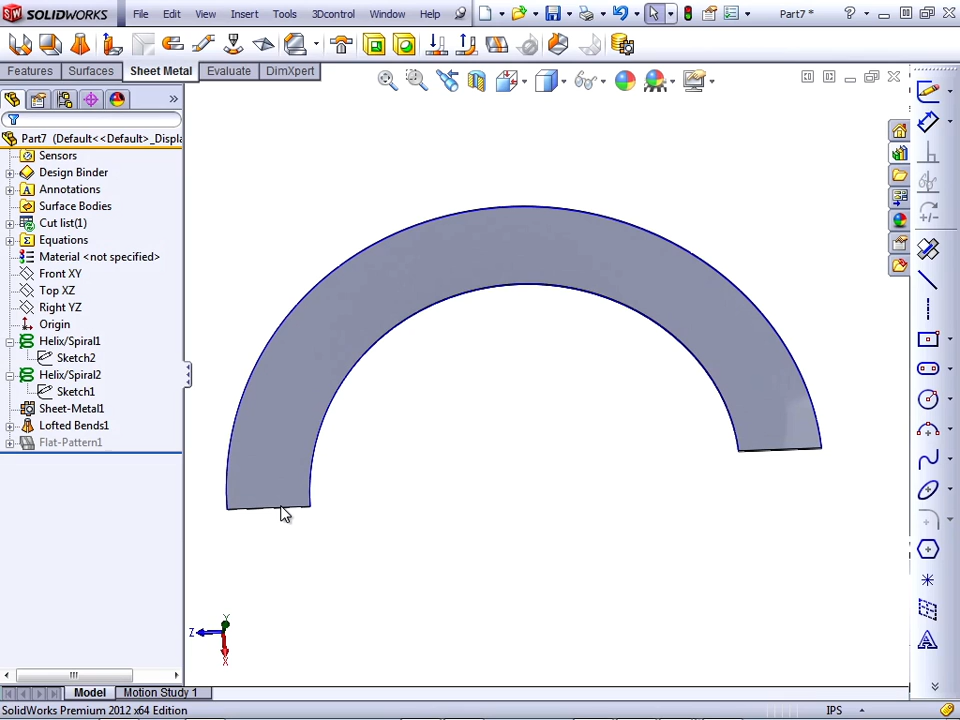 SW SOLIDWORKS File Edit View Insert Tools 3Dcontrol Window Help Part7 * ?
Features Surfaces Sheet Metal Evaluate DimXpert
»
Part7 (Default<<Default>_Displa
Sensors
Design Binder
Annotations
Surface Bodies
Cut list(1)
Equations
Material <not specified>
Front XY
Top XZ
Right YZ
Origin
Helix/Spiral1
Sketch2
Helix/Spiral2
Sketch1
Sheet-Metal1
Lofted Bends1
Flat-Pattern1
Y
Z
X
Model Motion Study 1
SolidWorks Premium 2012 x64 Edition IPS